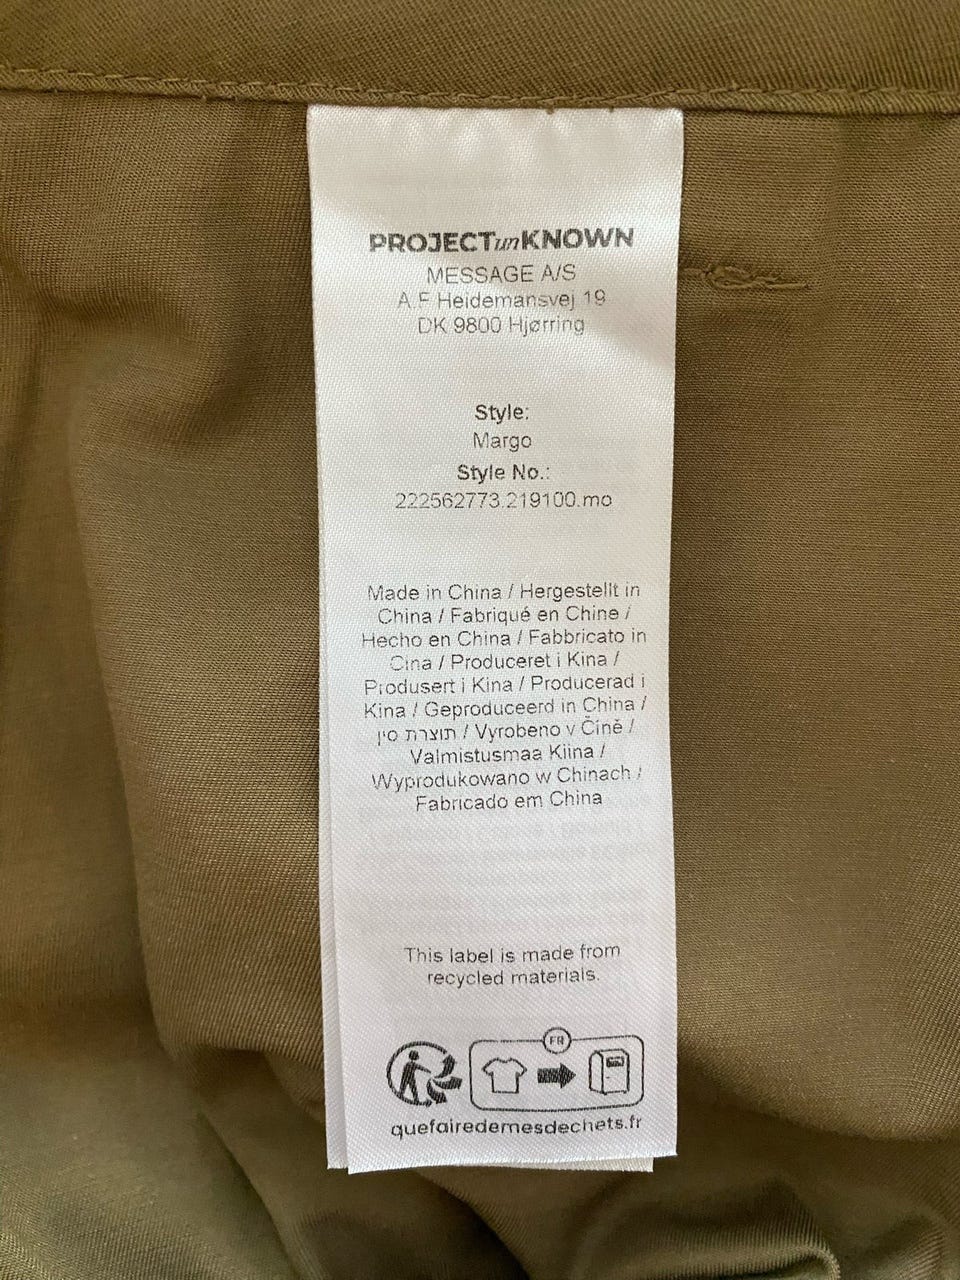 PROJECTunKNOWN
MESSAGE A/S
A.F Heidemansvej 19
DK 9800 Hjørring
Style:
Margo
Style No.:
222562773.219100.mo
Made in China / Hergestellt in
China / Fabriqué en Chine /
Hecho en China / Fabbricato in
Cina / Produceret i Kina /
Produsert i Kina / Producerad i
Kina / Geproduceerd in China /
תוצרת סין / Vyrobeno v Čině /
Valmistusmaa Kiina /
Wyprodukowano w Chinach /
Fabricado em China
This label is made from
recycled materials.
FR
quefairedemesdechets.fr